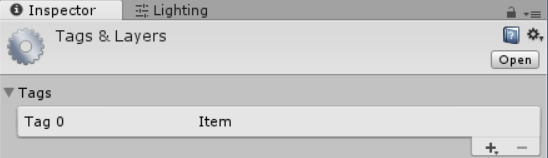 Inspector
Lighting
Tags & Layers
Open
Tags
Tag 0 Item